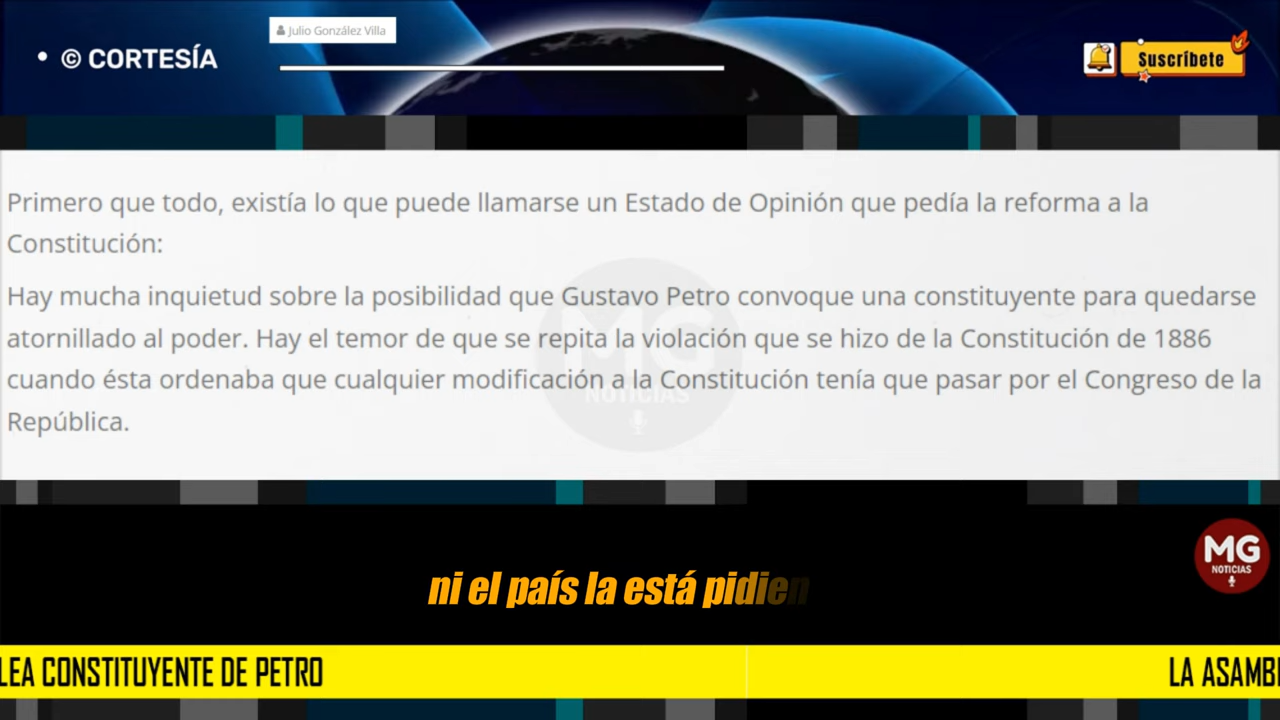 Julio González Villa
• © CORTESÍA
Suscríbete
Primero que todo, existía lo que puede llamarse un Estado de Opinión que pedía la reforma a la
Constitución:
Hay mucha inquietud sobre la posibilidad que Gustavo Petro convoque una constituyente para quedarse
atornillado al poder. Hay el temor de que se repita la violación que se hizo de la Constitución de 1886
cuando ésta ordenaba que cualquier modificación a la Constitución tenía que pasar por el Congreso de la
República.
MG
NOTICIAS
MG
NOTICIAS
ni el país la está pidien
LEA CONSTITUYENTE DE PETRO
LA ASAMB